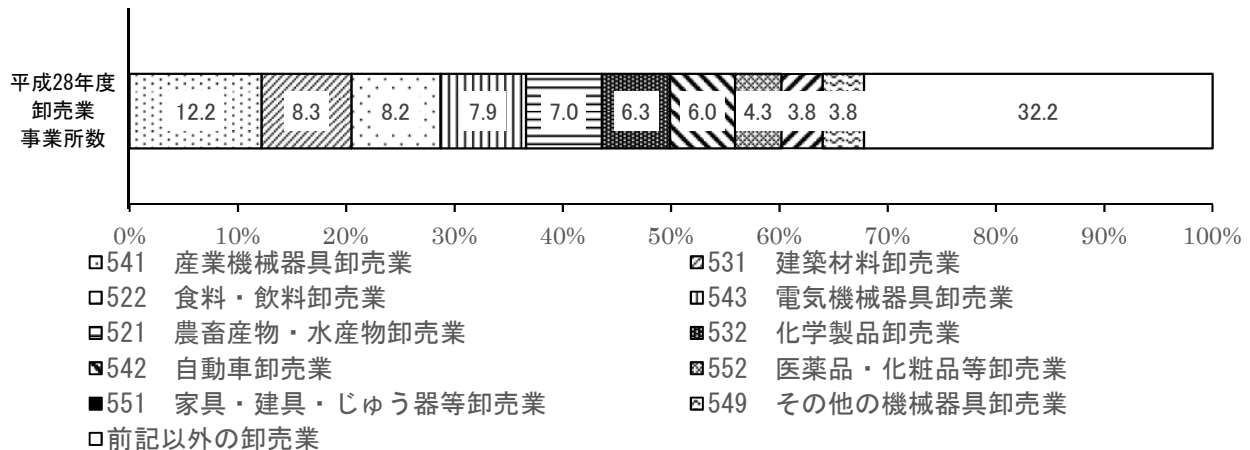 平成28年度
卸売業
事業所数
12.2 8.3 8.2 7.9 7.0 6.3 6.0 4.3 3.8 3.8 32.2
0% 10% 20% 30% 40% 50% 60% 70% 80% 90% 100%
541 産業機械器具卸売業 531 建築材料卸売業
522 食料・飲料卸売業 543 電気機械器具卸売業
521 農畜産物・水産物卸売業 532 化学製品卸売業
542 自動車卸売業 552 医薬品・化粧品等卸売業
551 家具・建具・じゅう器等卸売業 549 その他の機械器具卸売業
前記以外の卸売業